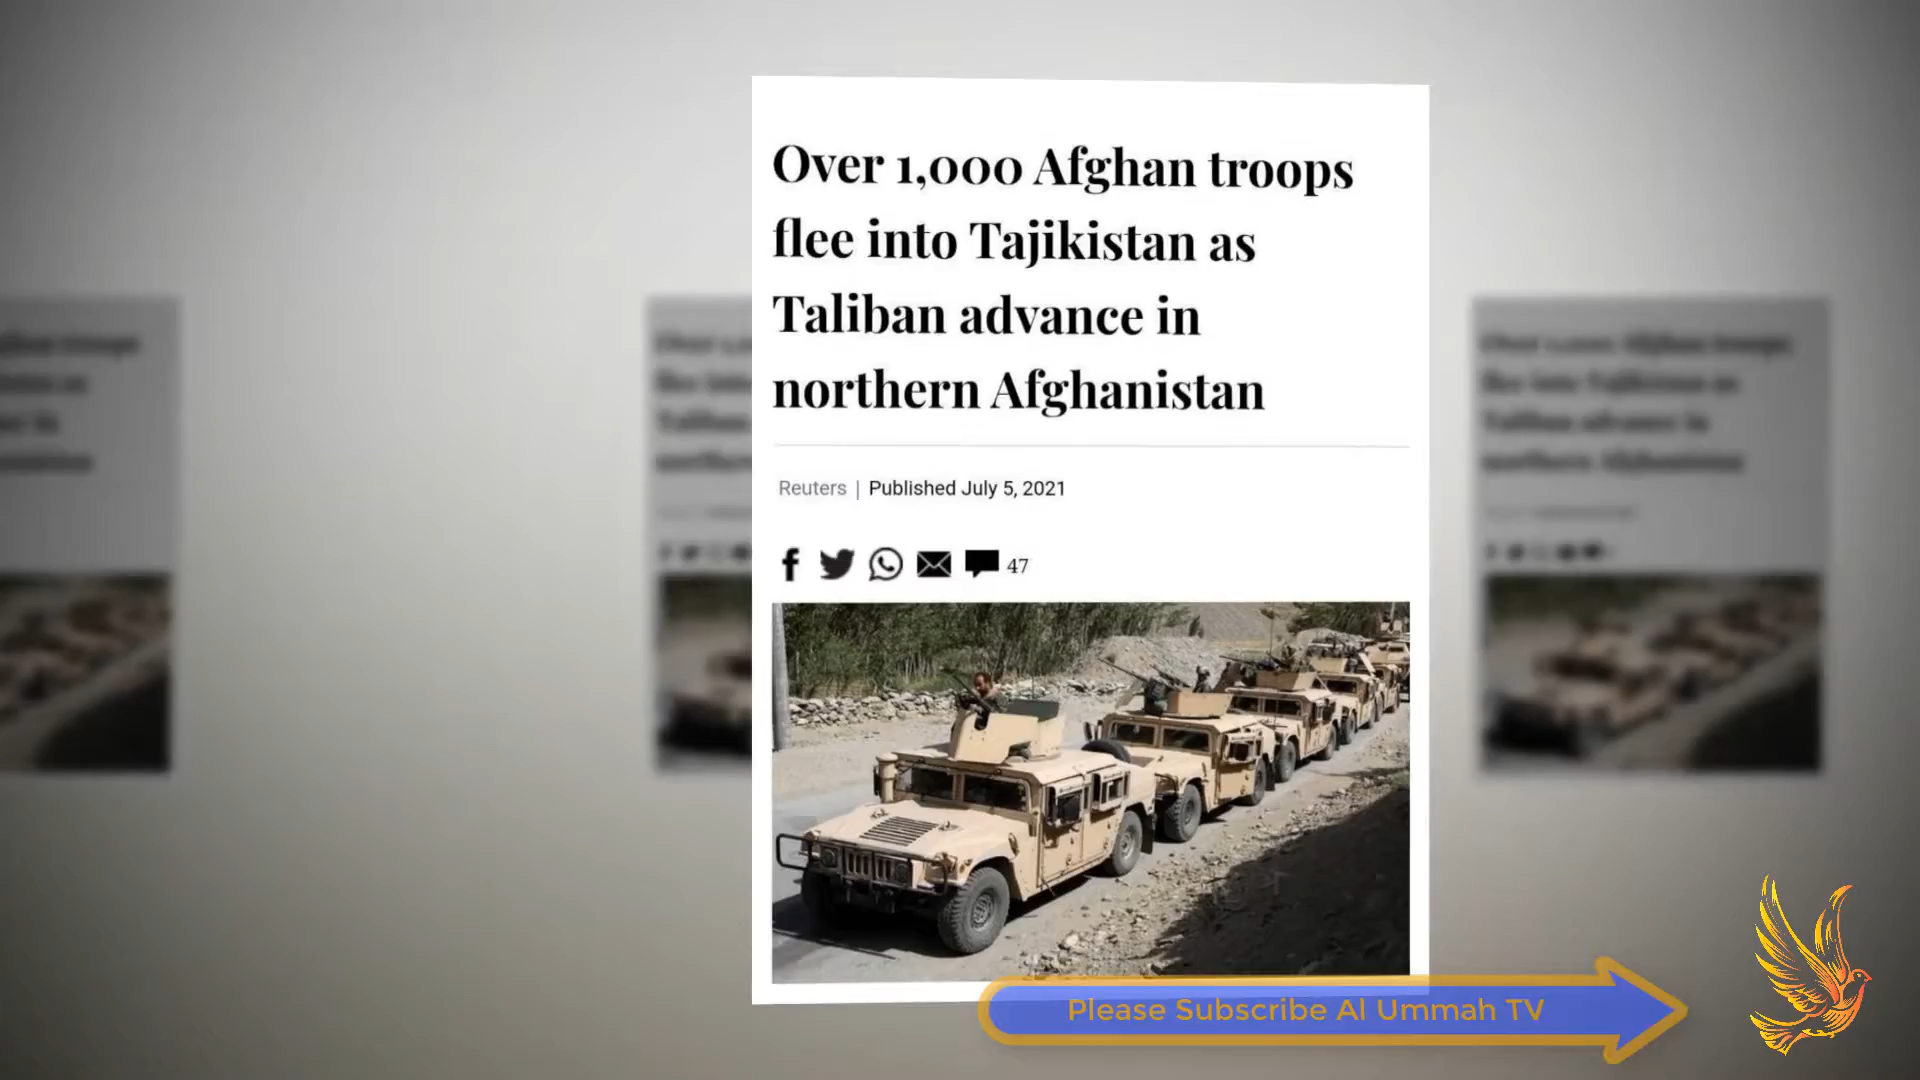 Over 1,000 Afghan troops
flee into Tajikistan as
Taliban advance in
northern Afghanistan
Reuters | Published July 5, 2021
47
Please Subscribe Al Ummah TV